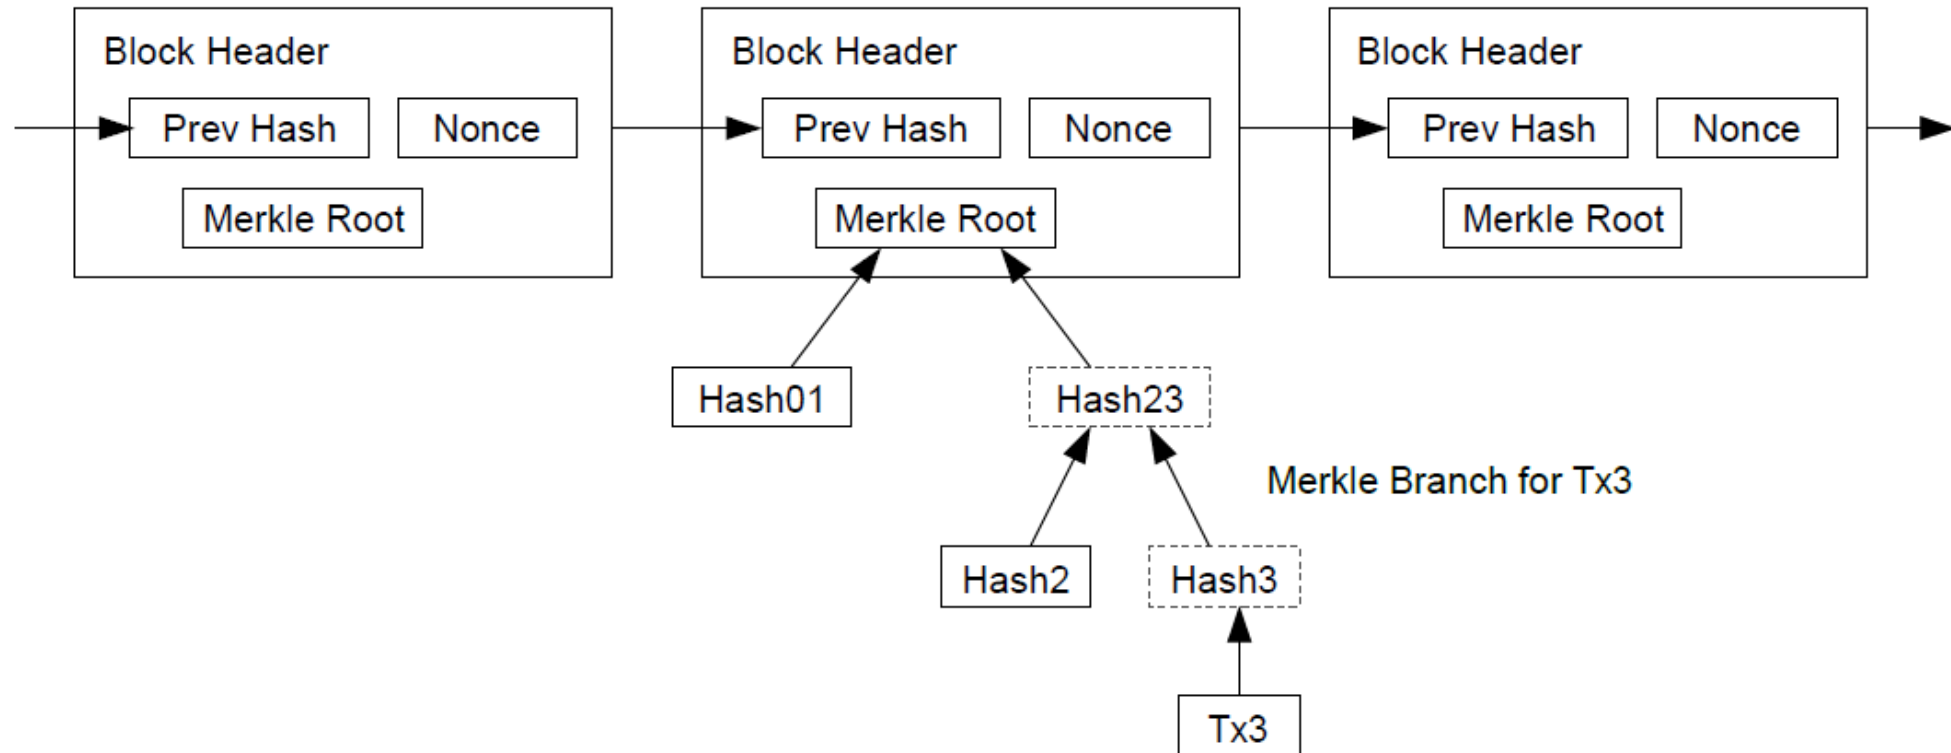 Block Header
Block Header
Block Header
Prev Hash
Nonce
Prev Hash
Nonce
Prev Hash
Nonce
Merkle Root
Merkle Root
Merkle Root
Hash01
Hash23
Merkle Branch for Tx3
Hash2
Hash3
Tx3